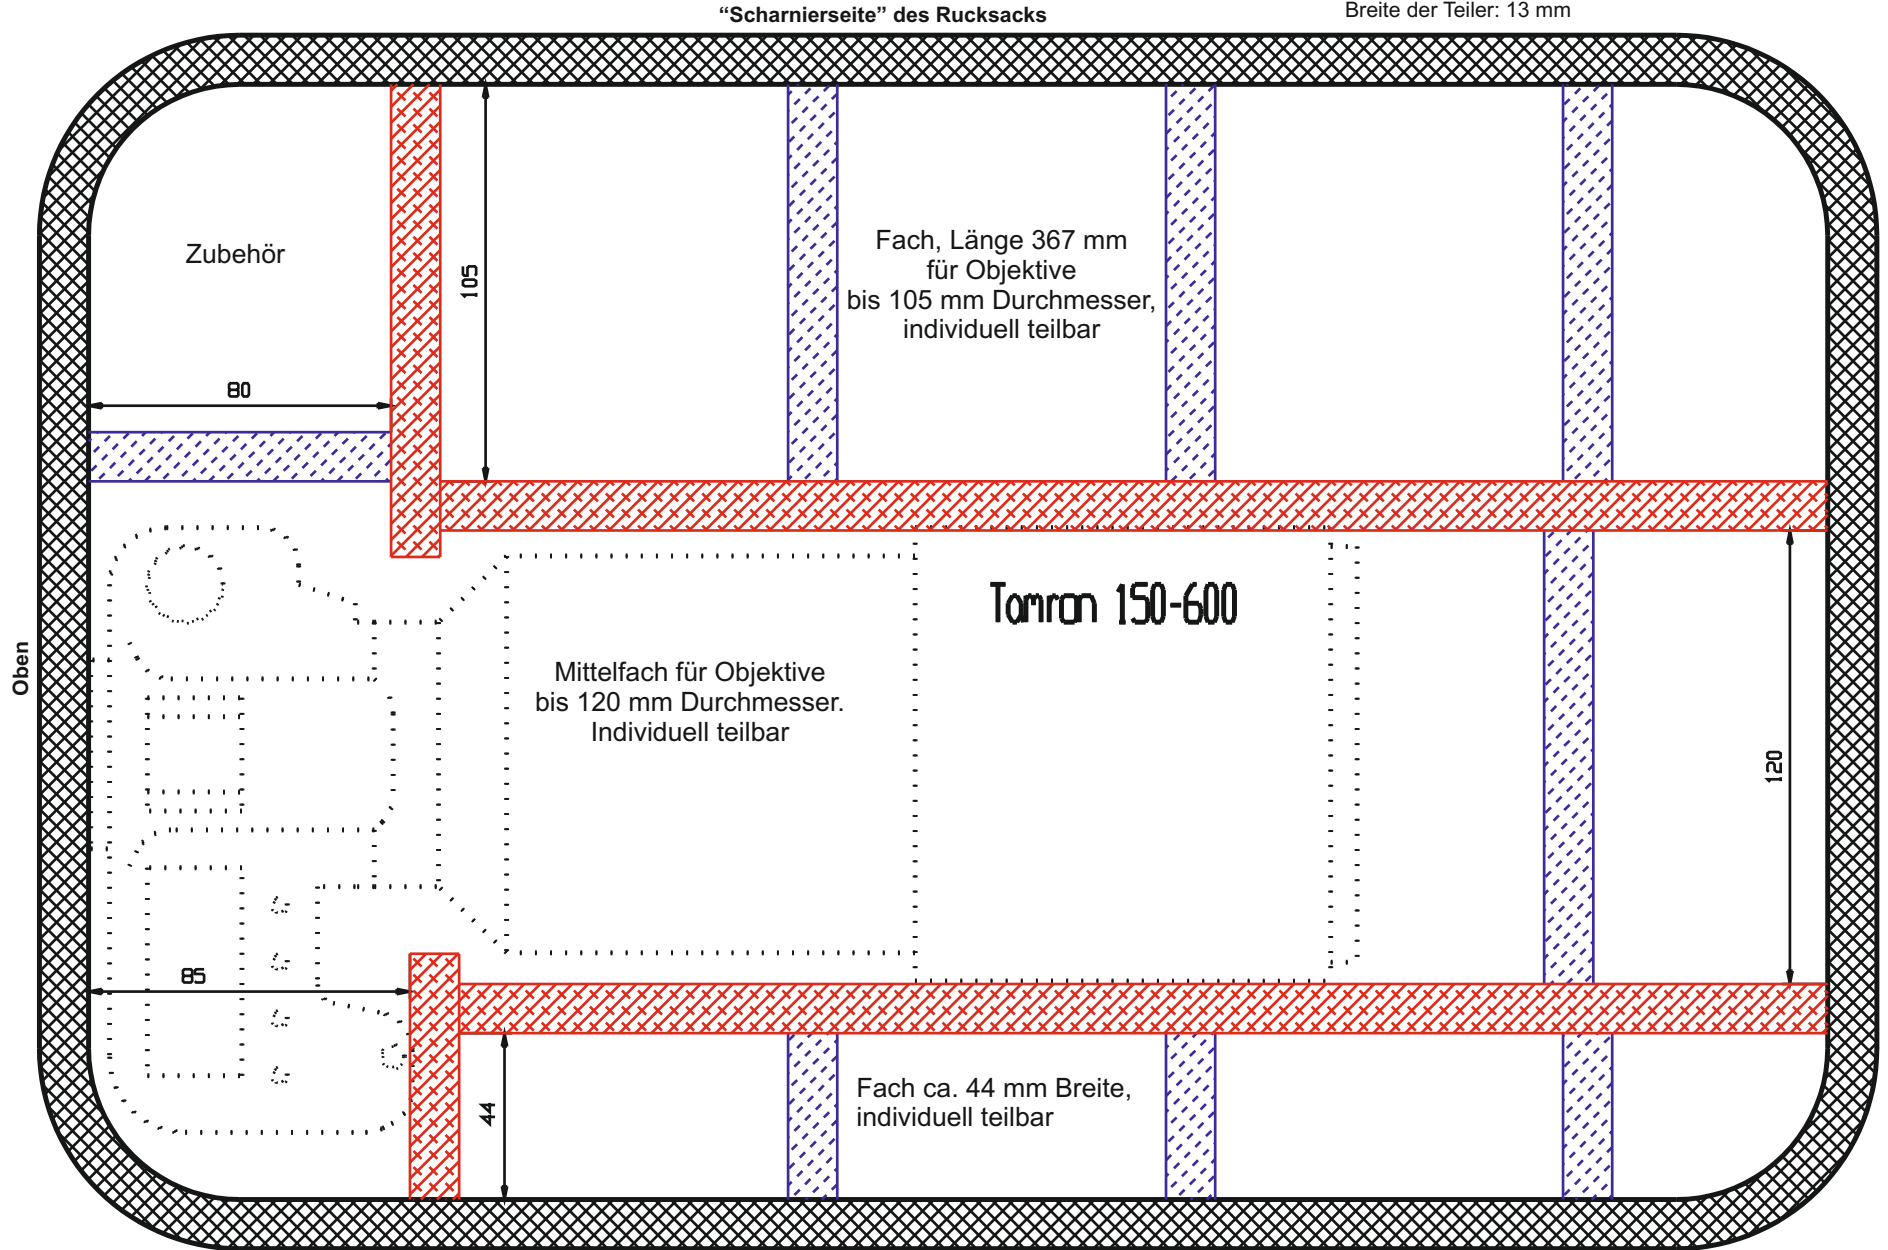 “Scharnierseite” des Rucksacks
Breite der Teiler: 13 mm
Zubehör
105
Fach, Länge 367 mm
für Objektive
bis 105 mm Durchmesser,
individuell teilbar
80
Tamron 150-600
Oben
Mittelfach für Objektive
bis 120 mm Durchmesser.
Individuell teilbar
120
85
44
Fach ca. 44 mm Breite,
individuell teilbar